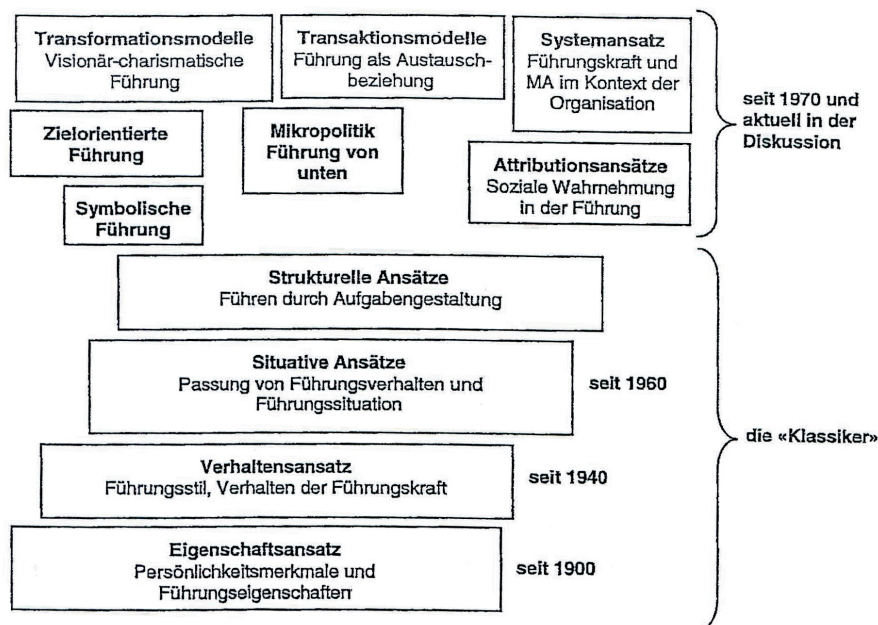 Transformationsmodelle
Visionär-charismatische
Führung
Transaktionsmodelle
Führung als Austausch-
beziehung
Systemansatz
Führungskraft und
MA im Kontext der
Organisation
seit 1970 und
aktuell in der
Diskussion
Zielorientierte
Führung
Mikropolitik
Führung von
unten
Attributionsansätze
Soziale Wahrnehmung
in der Führung
Symbolische
Führung
Strukturelle Ansätze
Führen durch Aufgabengestaltung
Situative Ansätze
Passung von Führungsverhalten und
Führungssituation
seit 1960
die «Klassiker»
Verhaltensansatz
Führungsstil, Verhalten der Führungskraft
seit 1940
Eigenschaftsansatz
Persönlichkeitsmerkmale und
Führungseigenschaften
seit 1900